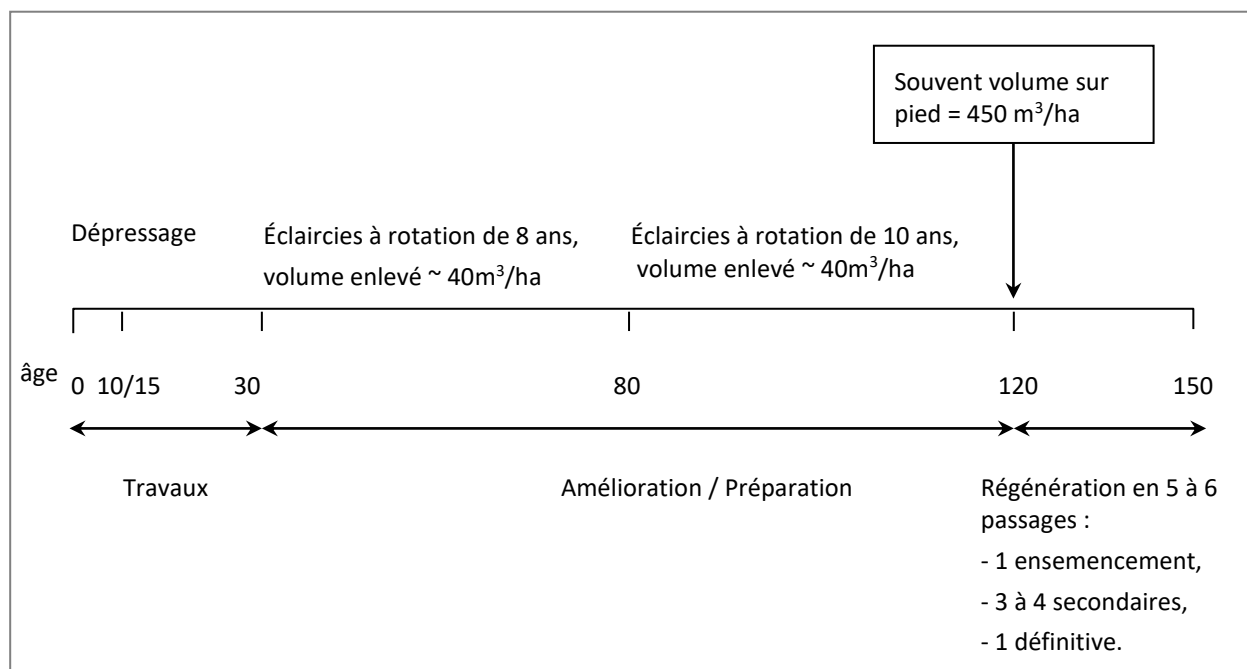 Souvent volume sur
pied = 450 m³/ha
Dépressage
Éclaircies à rotation de 8 ans,
volume enlevé ~ 40m³/ha
Éclaircies à rotation de 10 ans,
volume enlevé ~ 40m³/ha
âge 0 10/15 30 80 120 150
Travaux
Amélioration / Préparation
Régénération en 5 à 6
passages :
- 1 ensemencement,
- 3 à 4 secondaires,
- 1 définitive.